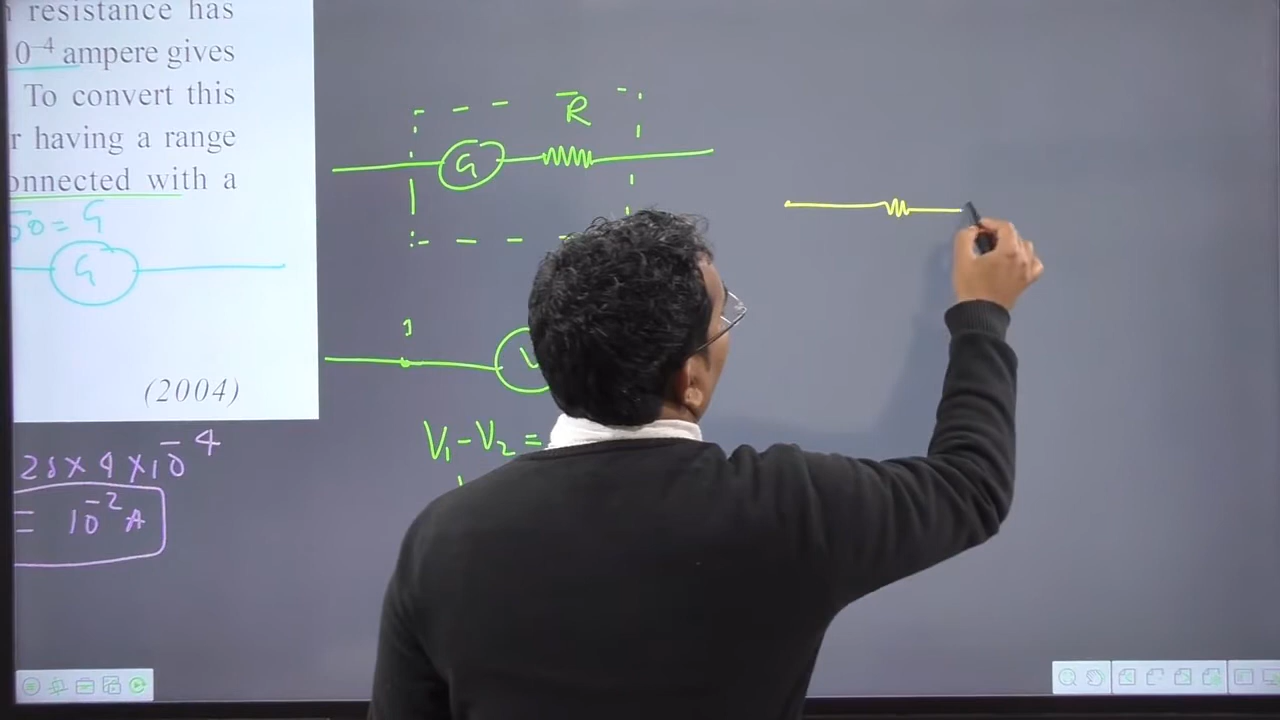 resistance has
0⁻⁴ ampere gives
To convert this
having a range
onnected with a
50 = G
G
(2004)
25 × 4 × 10⁻⁴
= 10⁻² A
R
G
1
V
V₁ - V₂ =